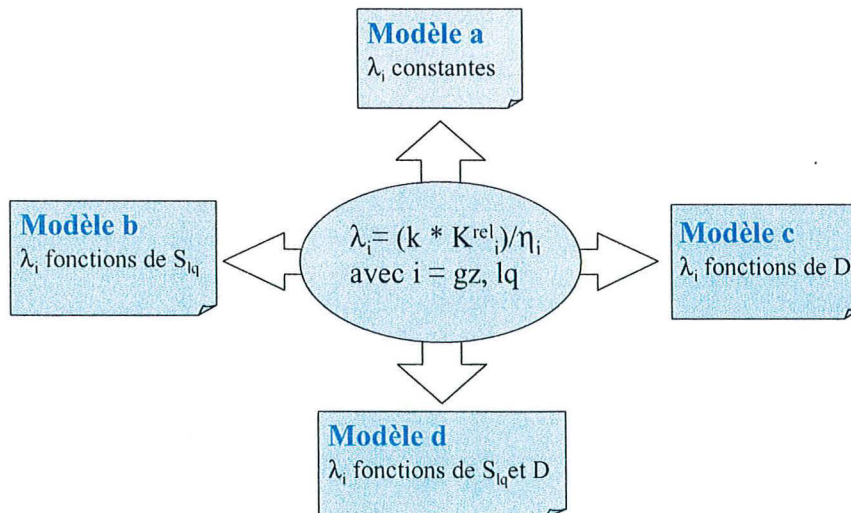 Modèle a
λi constantes
Modèle b
λi fonctions de Slq
λi= (k * Kreli)/ηi
avec i = gz, lq
Modèle c
λi fonctions de D
Modèle d
λi fonctions de Slq et D